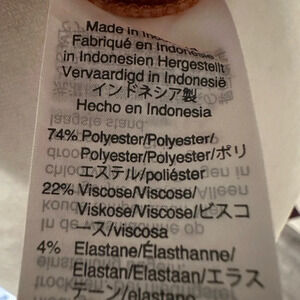 Made in
Fabriqué en Indonésie
in Indonesien Hergestellt
Vervaardigd in Indonesië
インドネシア製
Hecho en Indonesia
74% Polyester/Polyester/
Polyester/Polyester/ポリ
エステル/poliéster
22% Viscose/Viscose/
Viskose/Viscose/ビスコ
ース/viscosa
4% Elastane/Élasthanne/
Elastan/Elastaan/エラス
テーン/elastano